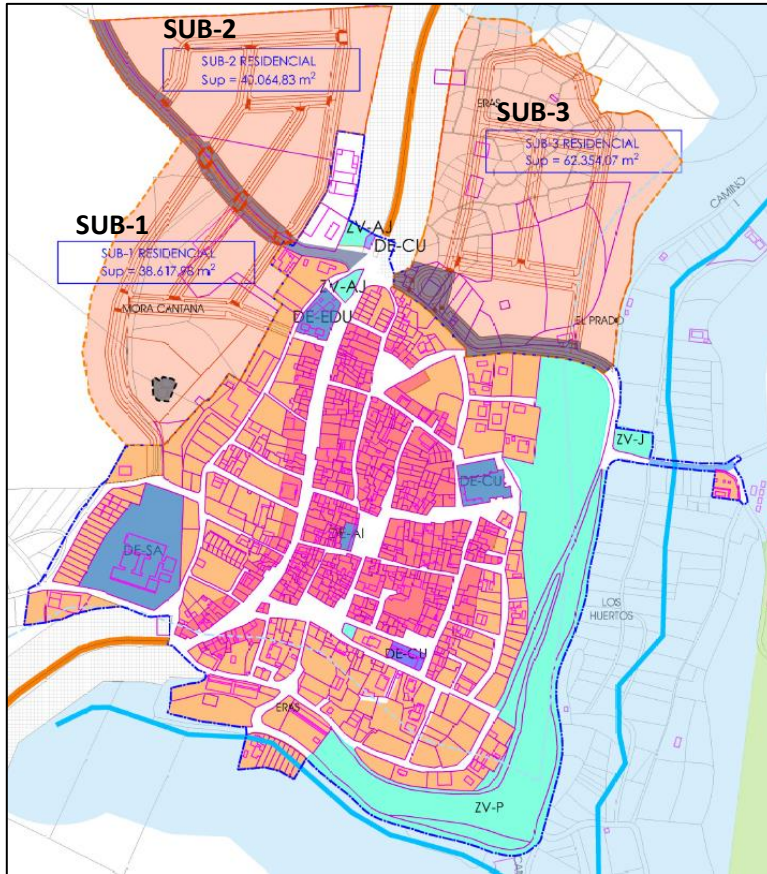 SUB-2
SUB-2 RESIDENCIAL
Sup = 40.064,83 m²
ERAS
SUB-3
SUB-3 RESIDENCIAL
Sup = 62.354,07 m²
CAMINO
SUB-1
SUB-1 RESIDENCIAL
Sup = 38.617,98 m²
ZV-AJ
DE-CU
ZV-AJ
MORA CANTANA
DE-EDU
EL PRADO
ZV-J
DE-CU
DE-AI
DE-SA
LOS
HUERTOS
DE-CU
ERAS
ZV-P